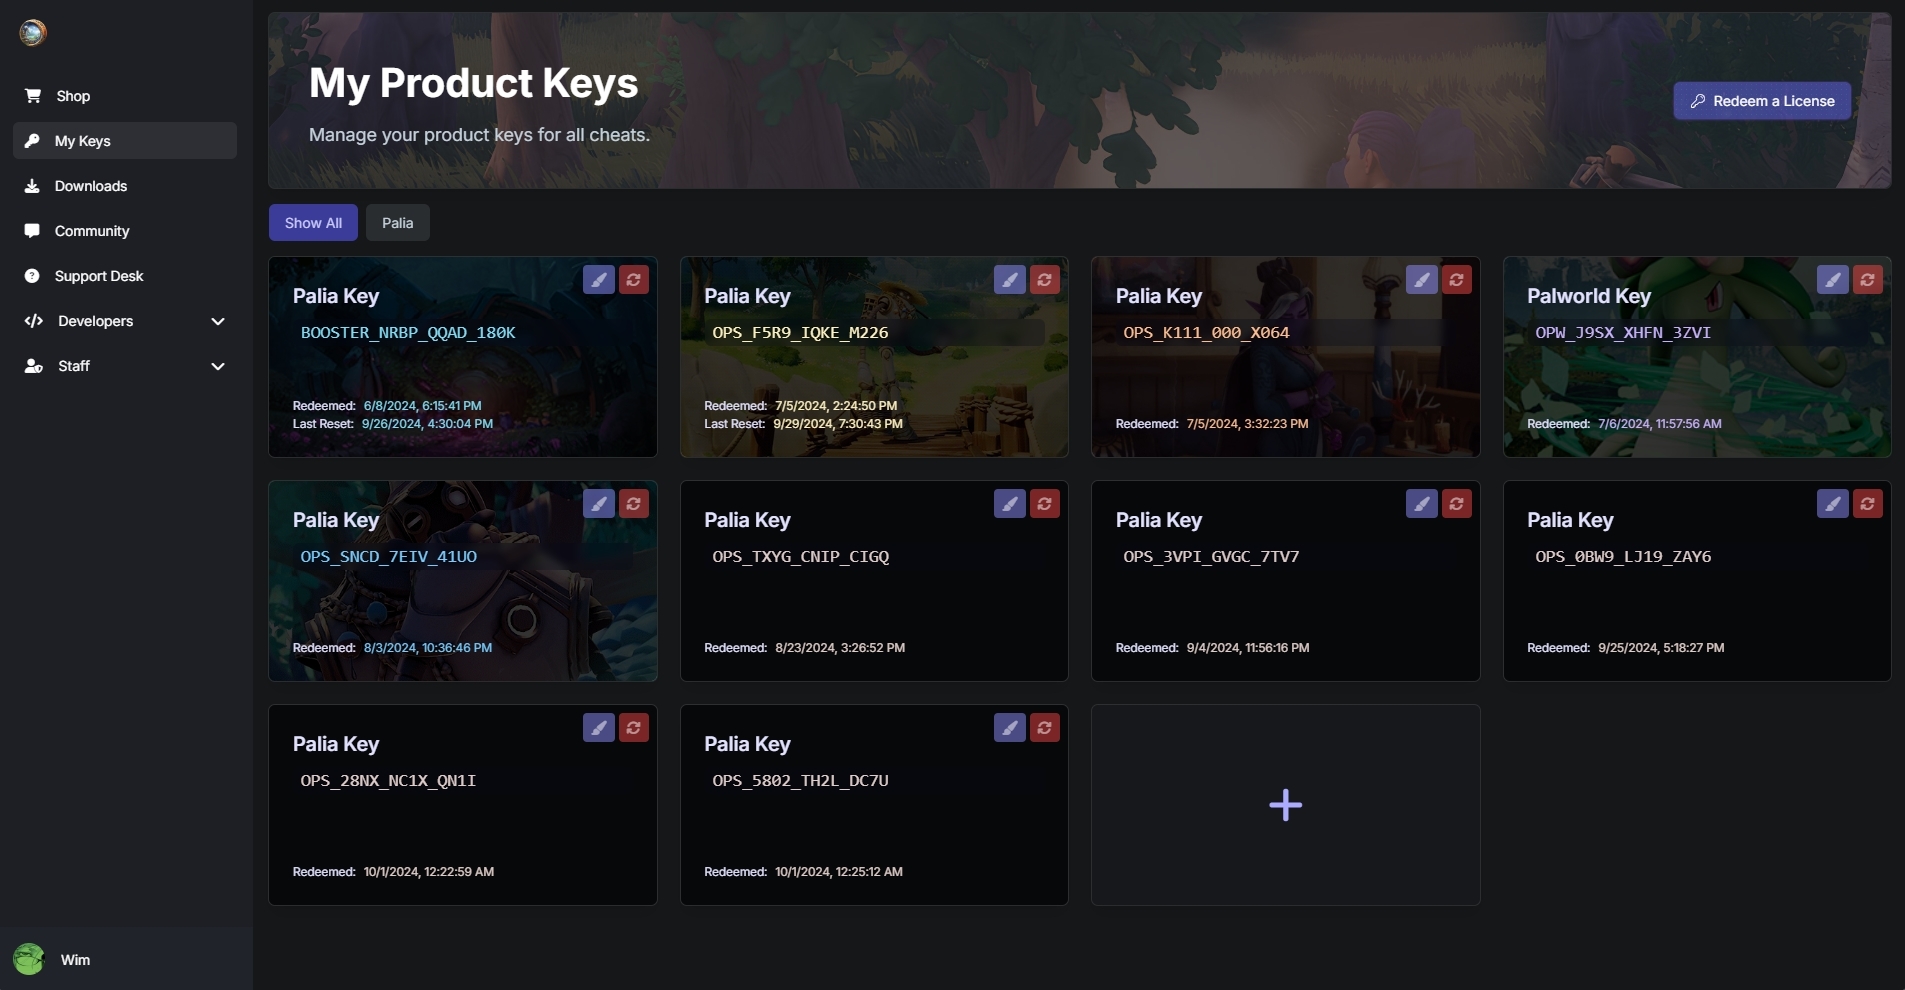 Shop
My Keys
Downloads
Community
Support Desk
Developers
Staff
Wim
My Product Keys
Manage your product keys for all cheats.
Redeem a License
Show All
Palia
Palia Key
BOOSTER_NRBP_QQAD_180K
Redeemed: 6/8/2024, 6:15:41 PM
Last Reset: 9/26/2024, 4:30:04 PM
Palia Key
OPS_F5R9_IQKE_M226
Redeemed: 7/5/2024, 2:24:50 PM
Last Reset: 9/29/2024, 7:30:43 PM
Palia Key
OPS_K111_000_X064
Redeemed: 7/5/2024, 3:32:23 PM
Palworld Key
OPW_J9SX_XHFN_3ZVI
Redeemed: 7/6/2024, 11:57:56 AM
Palia Key
OPS_SNCD_7EIV_41UO
Redeemed: 8/3/2024, 10:36:46 PM
Palia Key
OPS_TXYG_CNIP_CIGQ
Redeemed: 8/23/2024, 3:26:52 PM
Palia Key
OPS_3VPI_GVGC_7TV7
Redeemed: 9/4/2024, 11:56:16 PM
Palia Key
OPS_0BW9_LJ19_ZAY6
Redeemed: 9/25/2024, 5:18:27 PM
Palia Key
OPS_28NX_NC1X_QN1I
Redeemed: 10/1/2024, 12:22:59 AM
Palia Key
OPS_5802_TH2L_DC7U
Redeemed: 10/1/2024, 12:25:12 AM